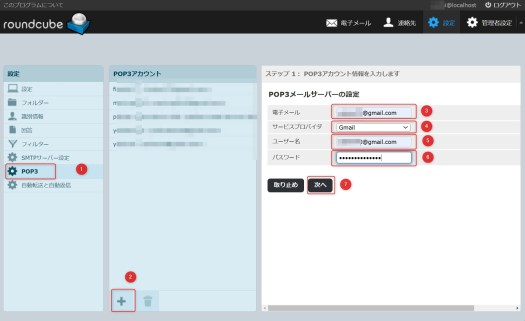 このプログラムについて
@localhost ログアウト
roundcube
電子メール 連絡先 設定 管理者設定
設定
設定
フォルダー
識別情報
回答
フィルター
SMTPサーバー設定
POP3 1
自動転送と自動返信
POP3アカウント
2
ステップ 1： POP3アカウント情報を入力します
POP3メールサーバーの設定
電子メール @gmail.com 3
サービスプロバイダ Gmail 4
ユーザー名 @gmail.com 5
パスワード •••••••••••••• 6
取り止め 次へ 7